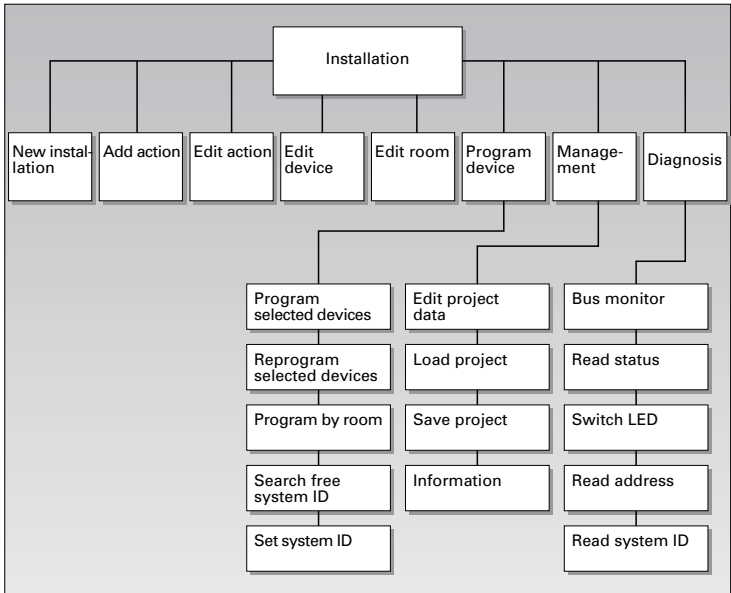 Installation
New instal-
lation
Add action
Edit action
Edit
device
Edit room
Program
device
Manage-
ment
Diagnosis
Program
selected devices
Reprogram
selected devices
Program by room
Search free
system ID
Set system ID
Edit project
data
Load project
Save project
Information
Bus monitor
Read status
Switch LED
Read address
Read system ID